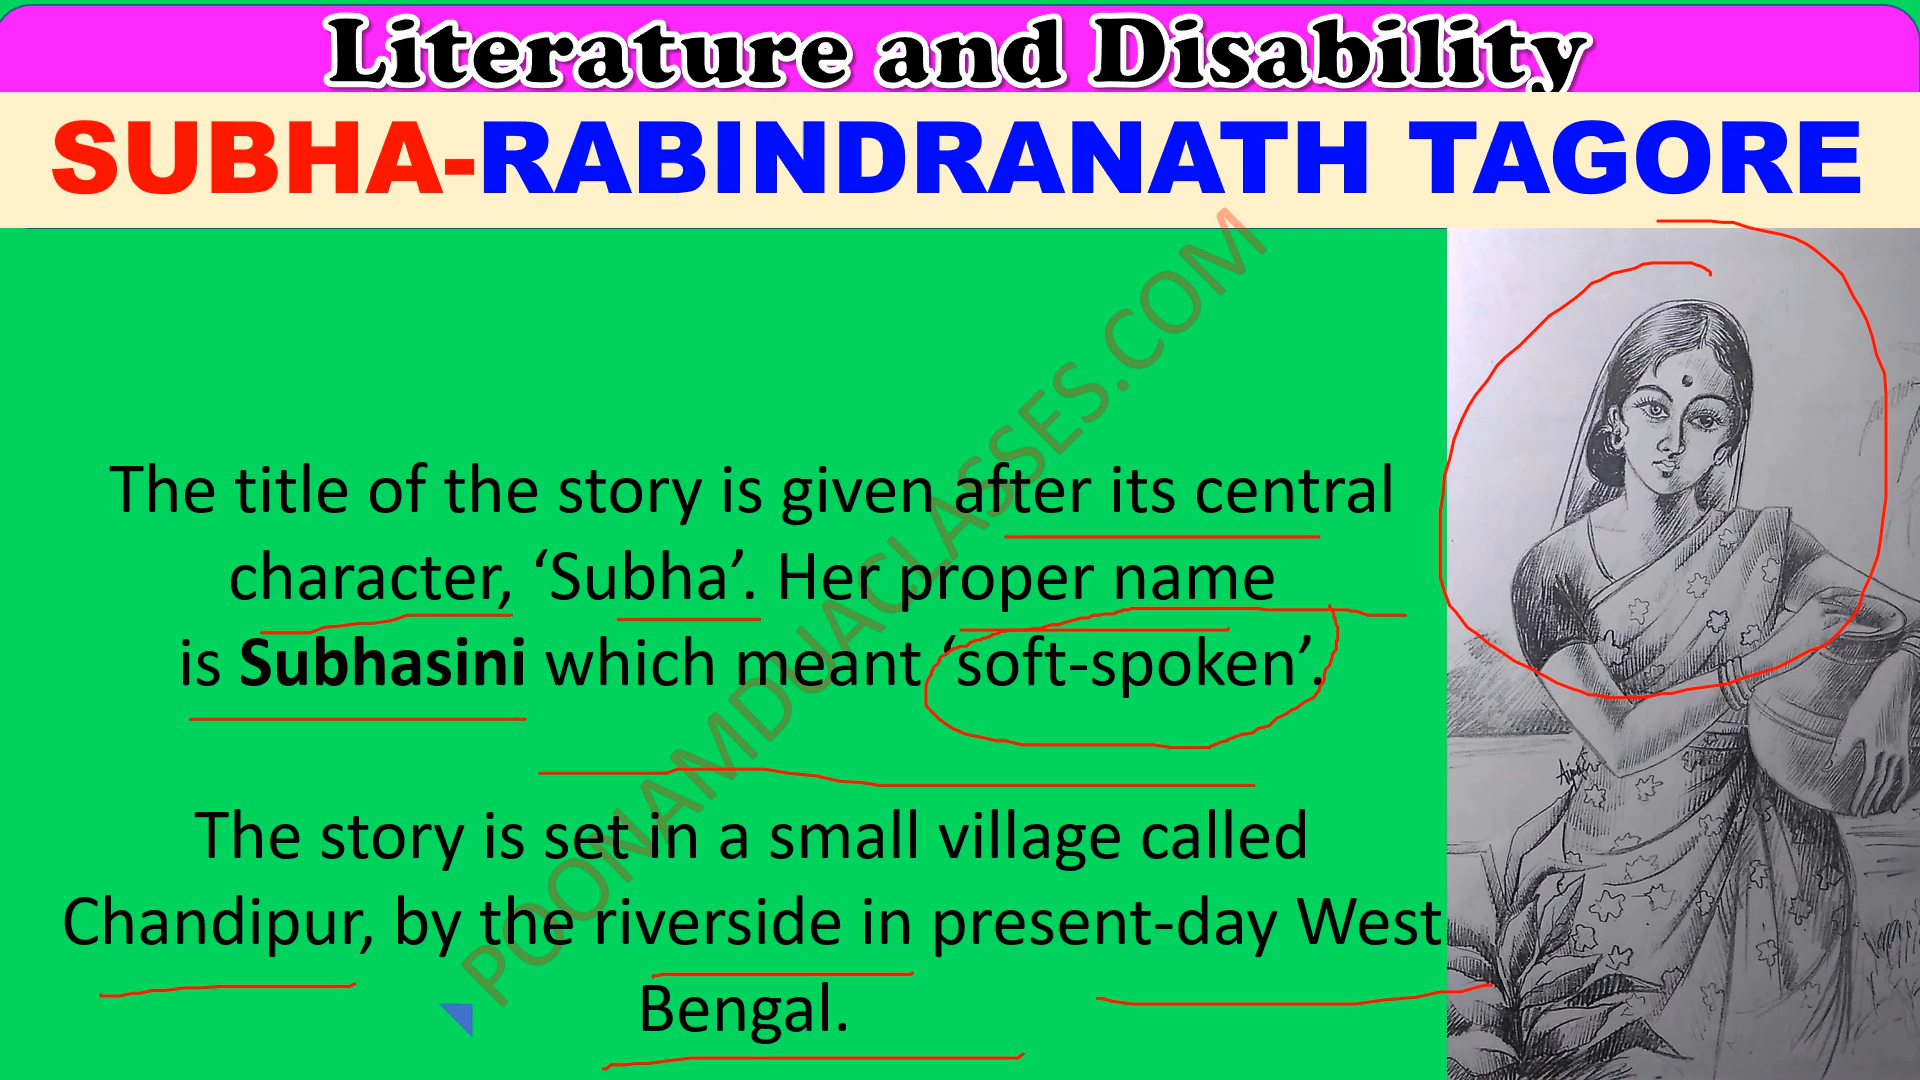 Literature and Disability
SUBHA-RABINDRANATH TAGORE
The title of the story is given after its central
character, ‘Subha’. Her proper name
is Subhasini which meant ‘soft-spoken’.
The story is set in a small village called
Chandipur, by the riverside in present-day West
Bengal.
POONAMDUACLASSES.COM